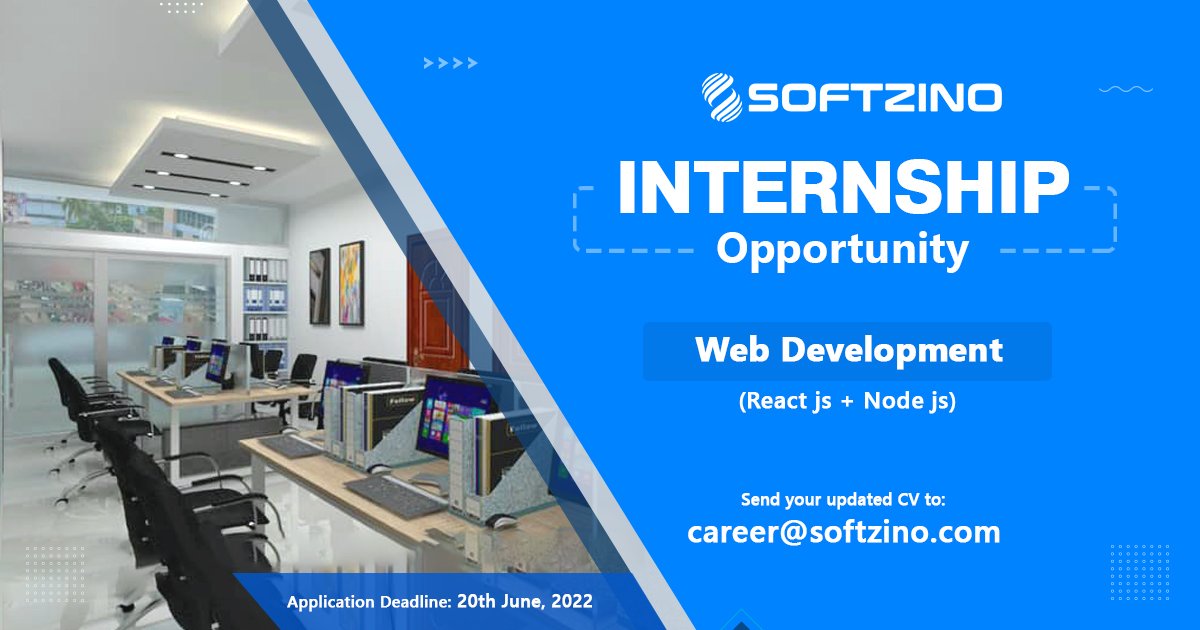 SOFTZINO
INTERNSHIP
Opportunity
Web Development
(React js + Node js)
Send your updated CV to:
career@softzino.com
Application Deadline: 20th June, 2022